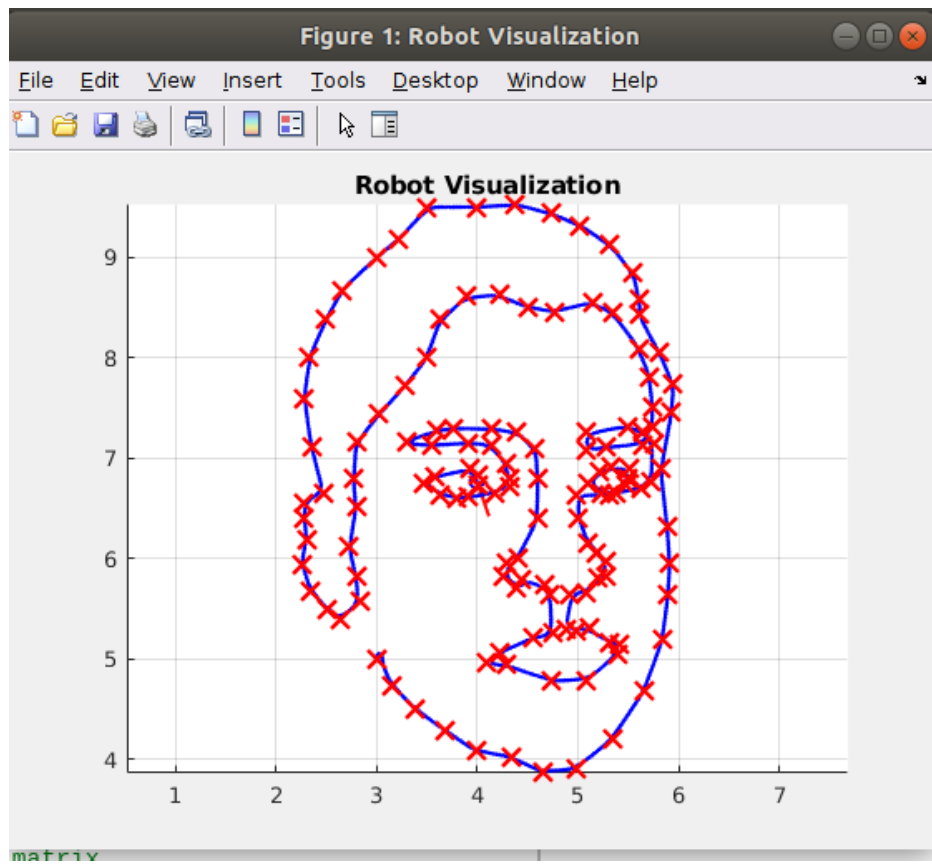 Figure 1: Robot Visualization
File Edit View Insert Tools Desktop Window Help
Robot Visualization
9
8
7
6
5
4
1 2 3 4 5 6 7
matrix